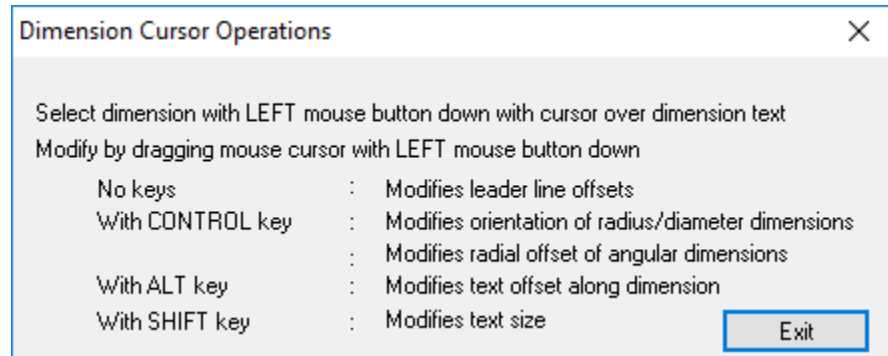 Dimension Cursor Operations
Select dimension with LEFT mouse button down with cursor over dimension text
Modify by dragging mouse cursor with LEFT mouse button down
No keys : Modifies leader line offsets
With CONTROL key : Modifies orientation of radius/diameter dimensions
: Modifies radial offset of angular dimensions
With ALT key : Modifies text offset along dimension
With SHIFT key : Modifies text size
Exit